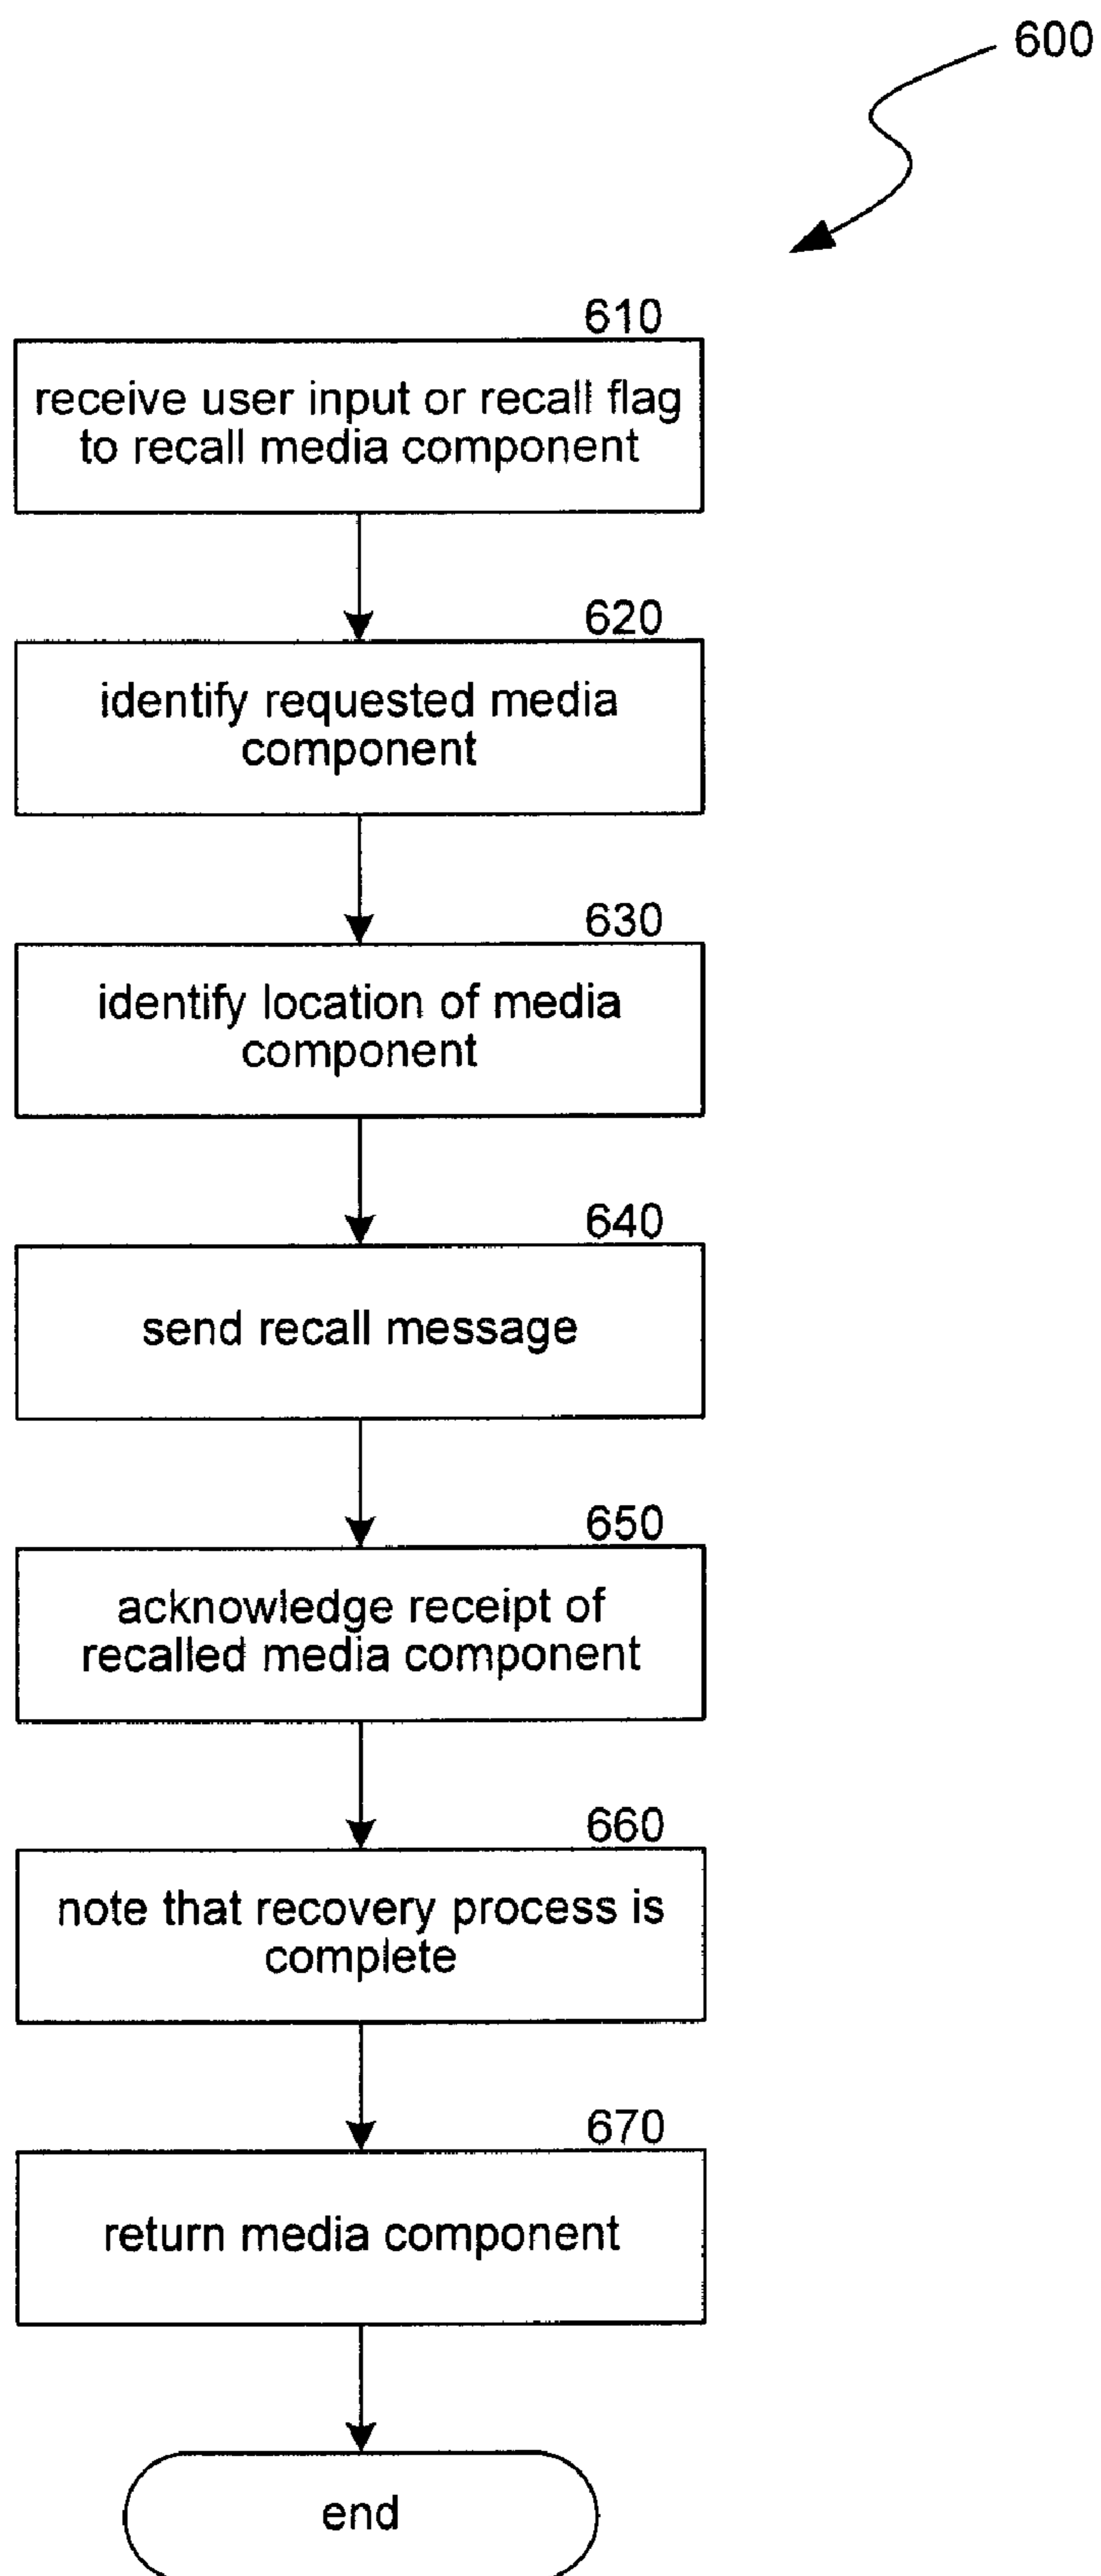 600
610
receive user input or recall flag
to recall media component
620
identify requested media
component
630
identify location of media
component
640
send recall message
650
acknowledge receipt of
recalled media component
660
note that recovery process is
complete
670
return media component
end